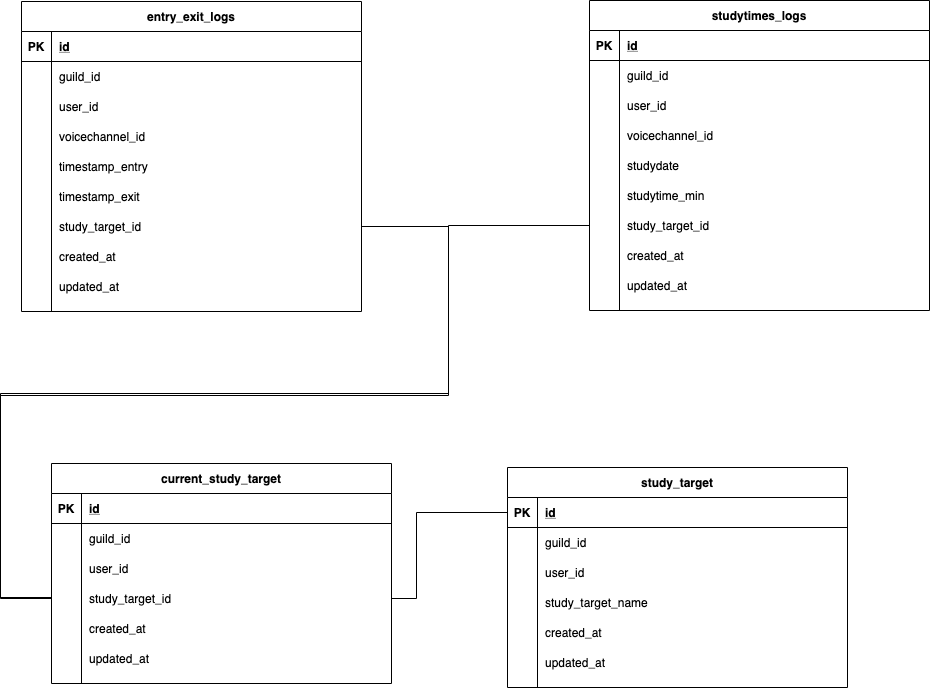 entry_exit_logs
PK id
guild_id
user_id
voicechannel_id
timestamp_entry
timestamp_exit
study_target_id
created_at
updated_at
studytimes_logs
PK id
guild_id
user_id
voicechannel_id
studydate
studytime_min
study_target_id
created_at
updated_at
current_study_target
PK id
guild_id
user_id
study_target_id
created_at
updated_at
study_target
PK id
guild_id
user_id
study_target_name
created_at
updated_at